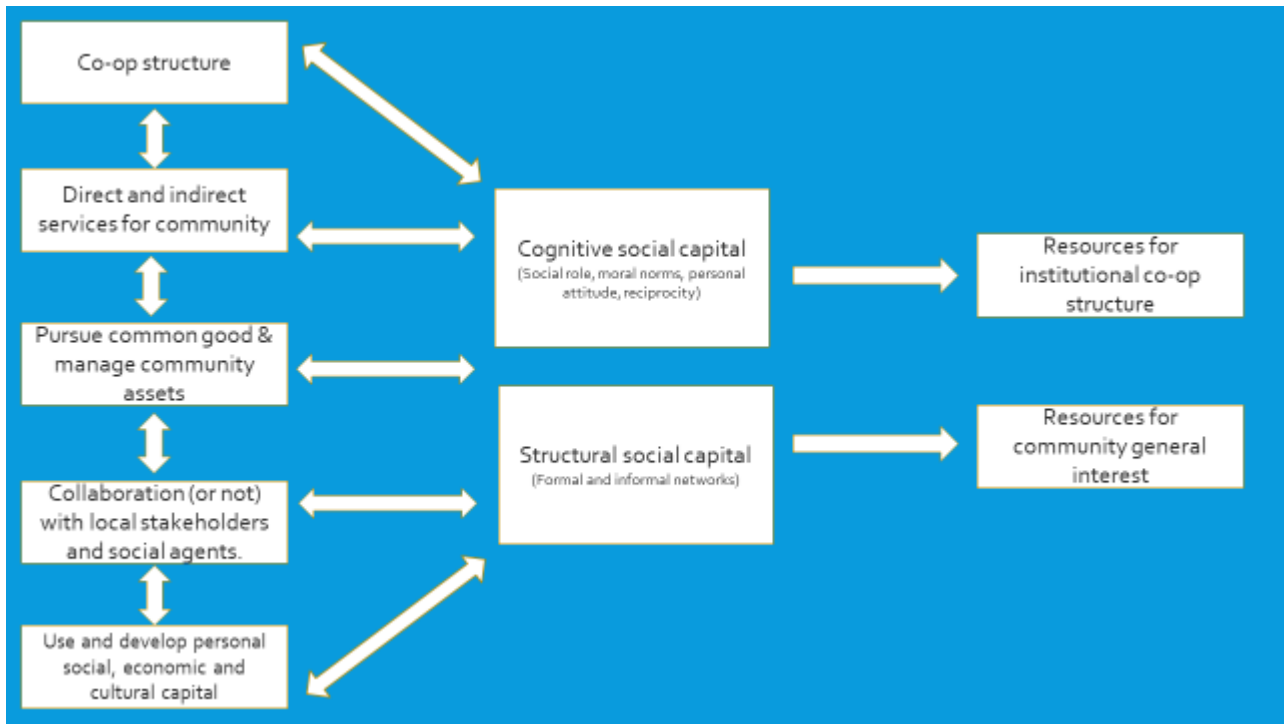 Co-op structure
Direct and indirect
services for community
Pursue common good &
manage community
assets
Collaboration (or not)
with local stakeholders
and social agents.
Use and develop personal
social, economic and
cultural capital
Cognitive social capital
(Social role, moral norms, personal
attitude, reciprocity)
Structural social capital
(Formal and informal networks)
Resources for
institutional co-op
structure
Resources for
community general
interest